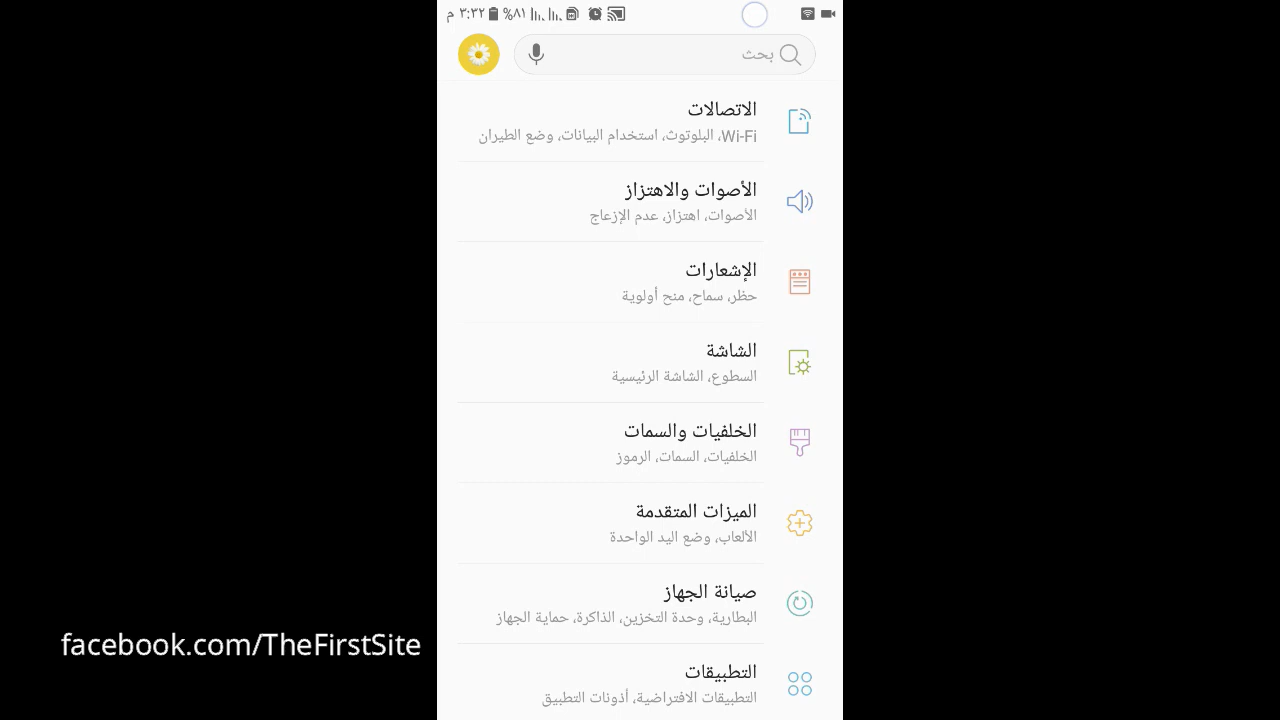 م ٣:٣٢ %٨١
بحث
الاتصالات
Wi-Fi، البلوتوث، استخدام البيانات، وضع الطيران
الأصوات والاهتزاز
الأصوات، اهتزاز، عدم الإزعاج
الإشعارات
حظر، سماح، منح أولوية
الشاشة
السطوع، الشاشة الرئيسية
الخلفيات والسمات
الخلفيات، السمات، الرموز
الميزات المتقدمة
الألعاب، وضع اليد الواحدة
صيانة الجهاز
البطارية، وحدة التخزين، الذاكرة، حماية الجهاز
facebook.com/TheFirstSite
التطبيقات
التطبيقات الافتراضية، أذونات التطبيق